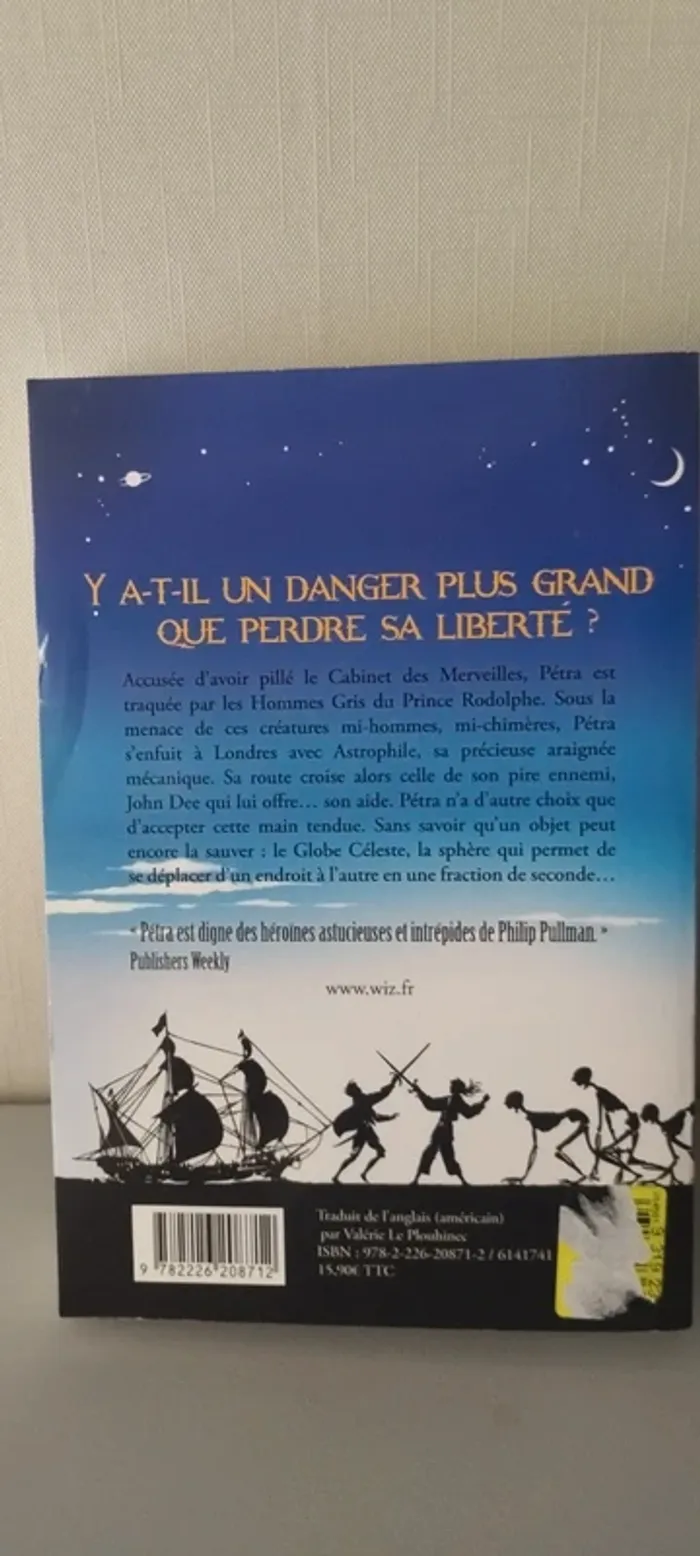 Y A-T-IL UN DANGER PLUS GRAND
QUE PERDRE SA LIBERTÉ ?
Accusée d'avoir pillé le Cabinet des Merveilles, Pétra est
traquée par les Hommes Gris du Prince Rodolphe. Sous la
menace de ces créatures mi-hommes, mi-chimères, Pétra
s'enfuit à Londres avec Astrophile, sa précieuse araignée
mécanique. Sa route croise alors celle de son pire ennemi,
John Dee qui lui offre... son aide. Pétra n'a d'autre choix que
d'accepter cette main tendue. Sans savoir qu'un objet peut
encore la sauver : le Globe Céleste, la sphère qui permet de
se déplacer d'un endroit à l'autre en une fraction de seconde...
« Pétra est digne des héroïnes astucieuses et intrépides de Philip Pullman. »
Publishers Weekly
www.wiz.fr
Traduit de l'anglais (américain)
par Valérie Le Plouhinec
ISBN : 978-2-226-20871-2 / 6141741
15,90€ TTC
9 782226 208712